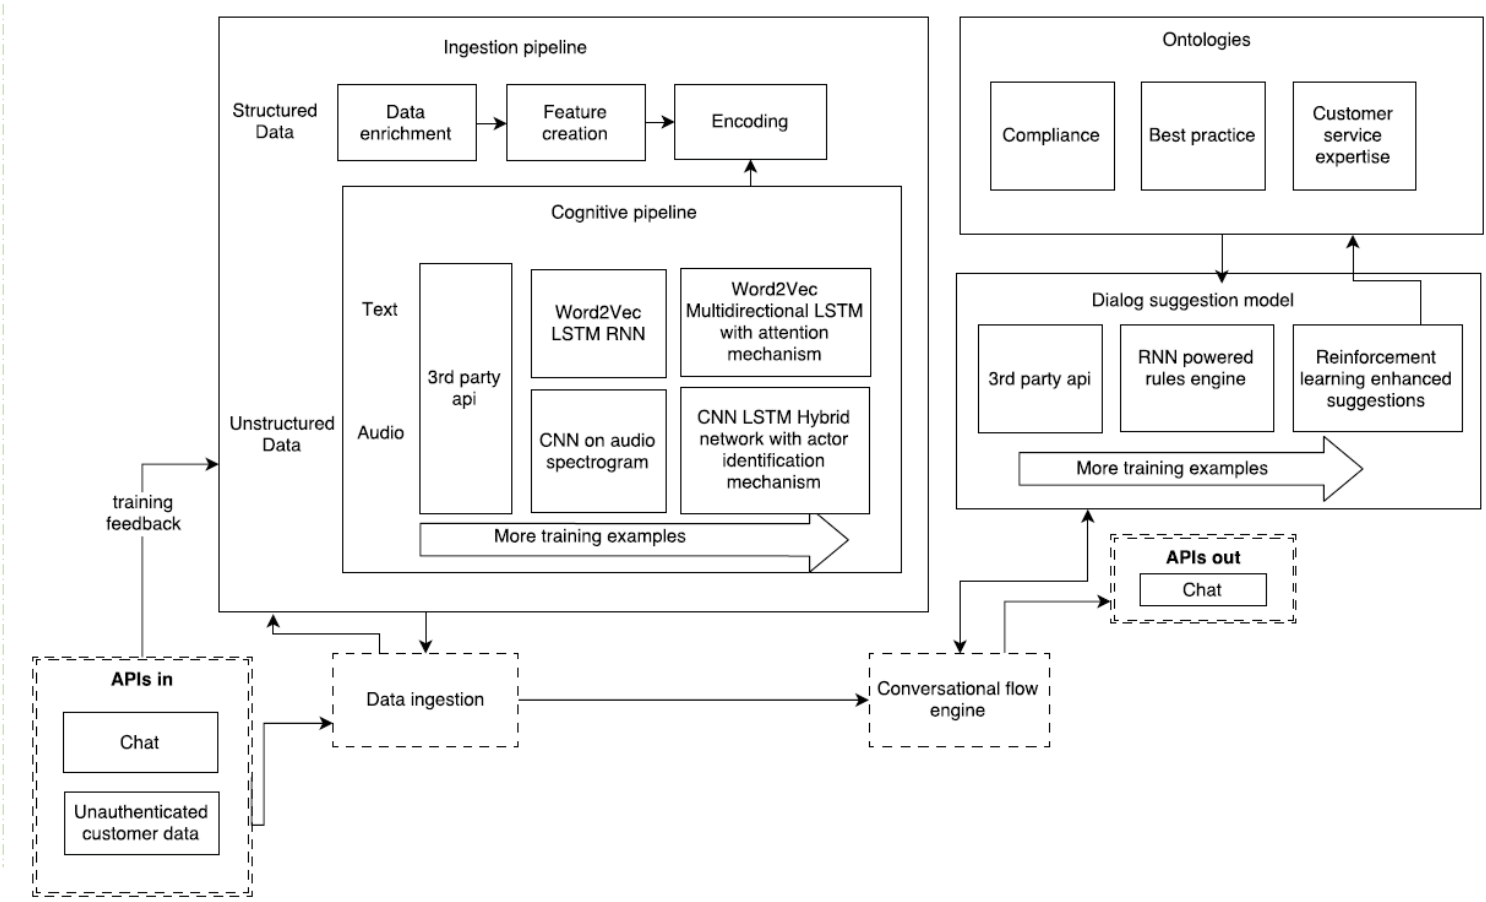 Ingestion pipeline
Structured
Data
Data
enrichment
Feature
creation
Encoding
Cognitive pipeline
Text
Audio
Unstructured
Data
3rd party
api
Word2Vec
LSTM RNN
Word2Vec
Multidirectional LSTM
with attention
mechanism
CNN on audio
spectrogram
CNN LSTM Hybrid
network with actor
identification
mechanism
More training examples
Ontologies
Compliance
Best practice
Customer
service
expertise
Dialog suggestion model
3rd party api
RNN powered
rules engine
Reinforcement
learning enhanced
suggestions
More training examples
training
feedback
APIs in
Chat
Unauthenticated
customer data
Data ingestion
Conversational flow
engine
APIs out
Chat